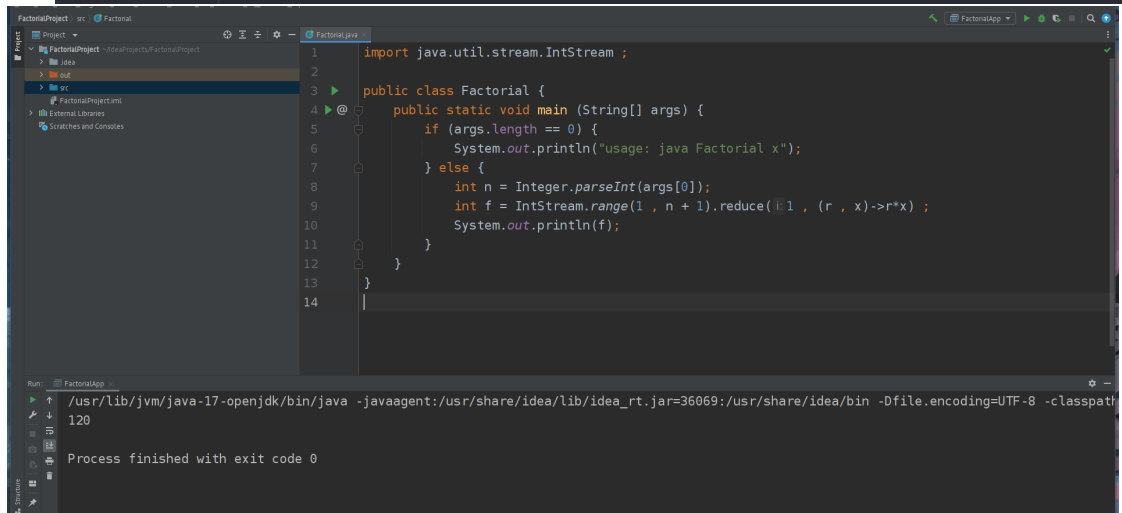 FactorialProject src Factorial
FactorialApp
Project
Project
Factorial.java
FactorialProject ~/IdeaProjects/FactorialProject
.idea
out
src
FactorialProject.iml
External Libraries
Scratches and Consoles
1 import java.util.stream.IntStream ;
2
3 public class Factorial {
4 @ public static void main (String[] args) {
5 if (args.length == 0) {
6 System.out.println("usage: java Factorial x");
7 } else {
8 int n = Integer.parseInt(args[0]);
9 int f = IntStream.range(1 , n + 1).reduce( i: 1 , (r , x)->r*x) ;
10 System.out.println(f);
11 }
12 }
13 }
14
Run: FactorialApp
/usr/lib/jvm/java-17-openjdk/bin/java -javaagent:/usr/share/idea/lib/idea_rt.jar=36069:/usr/share/idea/bin -Dfile.encoding=UTF-8 -classpath
120
Process finished with exit code 0
Structure